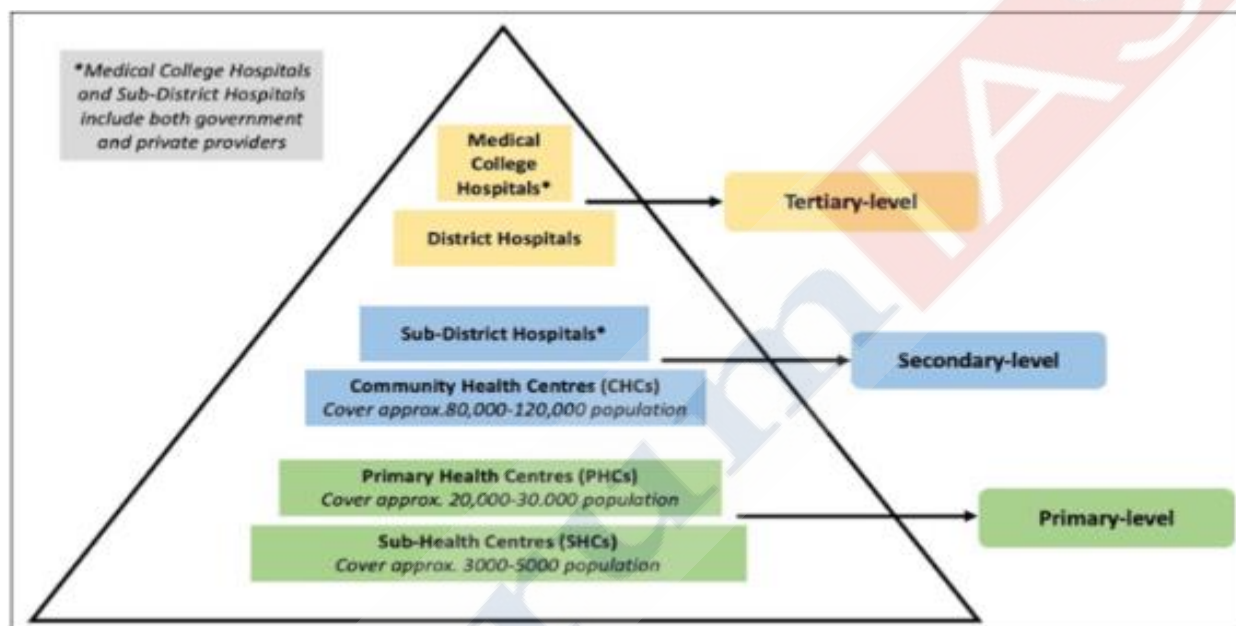 *Medical College Hospitals
and Sub-District Hospitals
include both government
and private providers
Medical
College
Hospitals*
Tertiary-level
District Hospitals
Sub-District Hospitals*
Secondary-level
Community Health Centres (CHCs)
Cover approx.80,000-120,000 population
Primary Health Centres (PHCs)
Cover approx. 20,000-30.000 population
Primary-level
Sub-Health Centres (SHCs)
Cover approx. 3000-5000 population